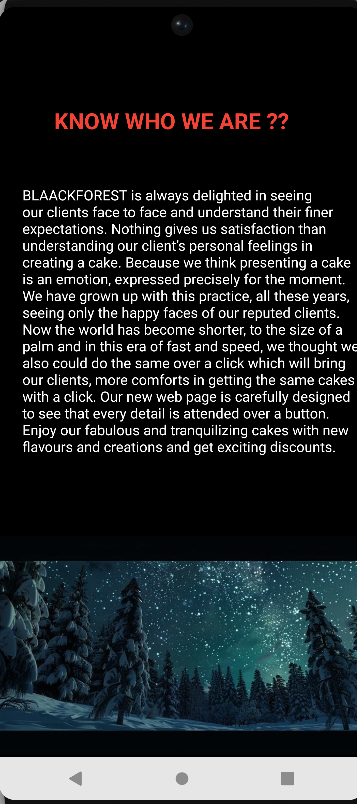 KNOW WHO WE ARE ??
BLAACKFOREST is always delighted in seeing
our clients face to face and understand their finer
expectations. Nothing gives us satisfaction than
understanding our client's personal feelings in
creating a cake. Because we think presenting a cake
is an emotion, expressed precisely for the moment.
We have grown up with this practice, all these years,
seeing only the happy faces of our reputed clients.
Now the world has become shorter, to the size of a
palm and in this era of fast and speed, we thought we
also could do the same over a click which will bring
our clients, more comforts in getting the same cakes
with a click. Our new web page is carefully designed
to see that every detail is attended over a button.
Enjoy our fabulous and tranquilizing cakes with new
flavours and creations and get exciting discounts.